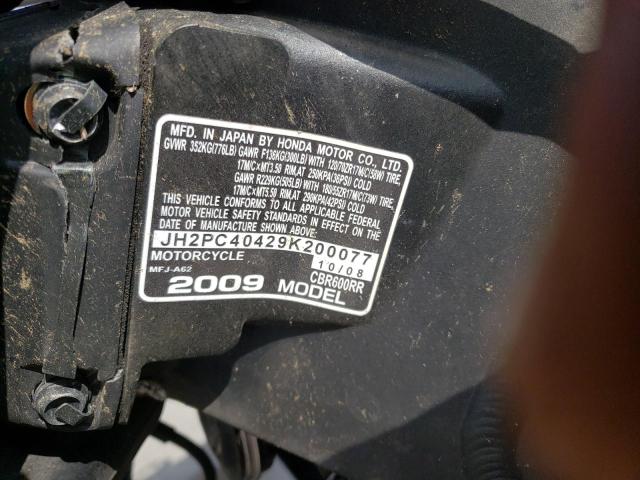 MFD. IN JAPAN BY HONDA MOTOR CO., LTD.
GVWR 352KG(776LB) GAWR F136KG(300LB) WITH 120/70ZR17M/C(58W) TIRE,
17MC×MT3.50 RIM,AT 250KPA(36PSI) COLD
GAWR R229KG(505LB) WITH 180/55ZR17M/C(73W) TIRE,
17MC×MT5.50 RIM,AT 290KPA(42PSI) COLD
THIS VEHICLE CONFORMS TO ALL APPLICABLE FEDERAL
MOTOR VEHICLE SAFETY STANDARDS IN EFFECT ON THE
DATE OF MANUFACTURE SHOWN ABOVE.
JH2PC40429K200077
MOTORCYCLE 10/08
MFJ-A62 CBR600RR
2009 MODEL